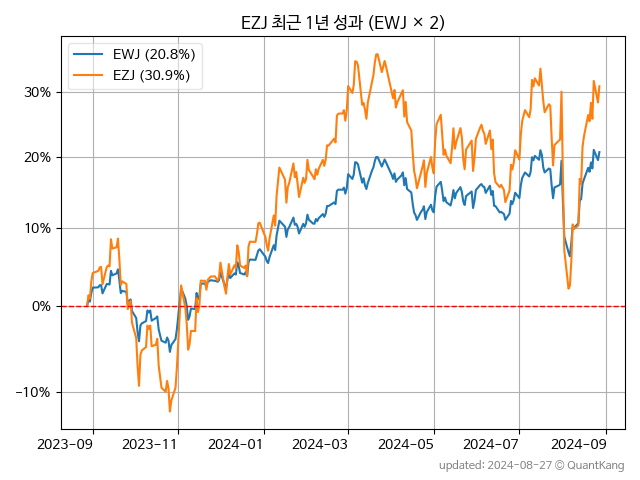 EZJ 최근 1년 성과 (EWJ × 2)
EWJ (20.8%)
EZJ (30.9%)
30%
20%
10%
0%
−10%
2023-09 2023-11 2024-01 2024-03 2024-05 2024-07 2024-09
updated: 2024-08-27 © QuantKang